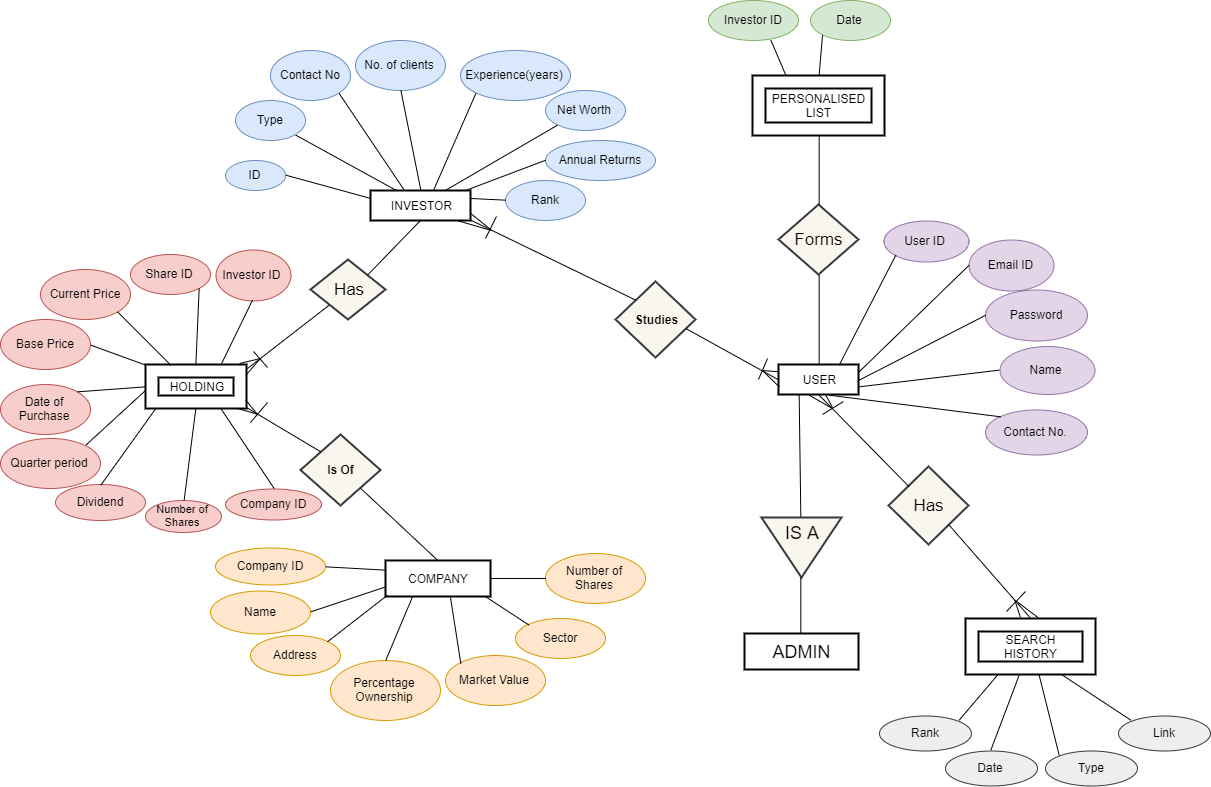 Investor ID
Date
PERSONALISED
LIST
Forms
No. of clients
Contact No
Experience(years)
Type
Net Worth
ID
Annual Returns
Rank
INVESTOR
Has
Studies
User ID
Email ID
Password
Name
Contact No.
USER
Share ID
Investor ID
Current Price
Base Price
HOLDING
Date of
Purchase
Quarter period
Dividend
Number of
Shares
Company ID
Is Of
Has
IS A
ADMIN
COMPANY
Company ID
Name
Address
Percentage
Ownership
Market Value
Sector
Number of
Shares
SEARCH
HISTORY
Rank
Date
Type
Link